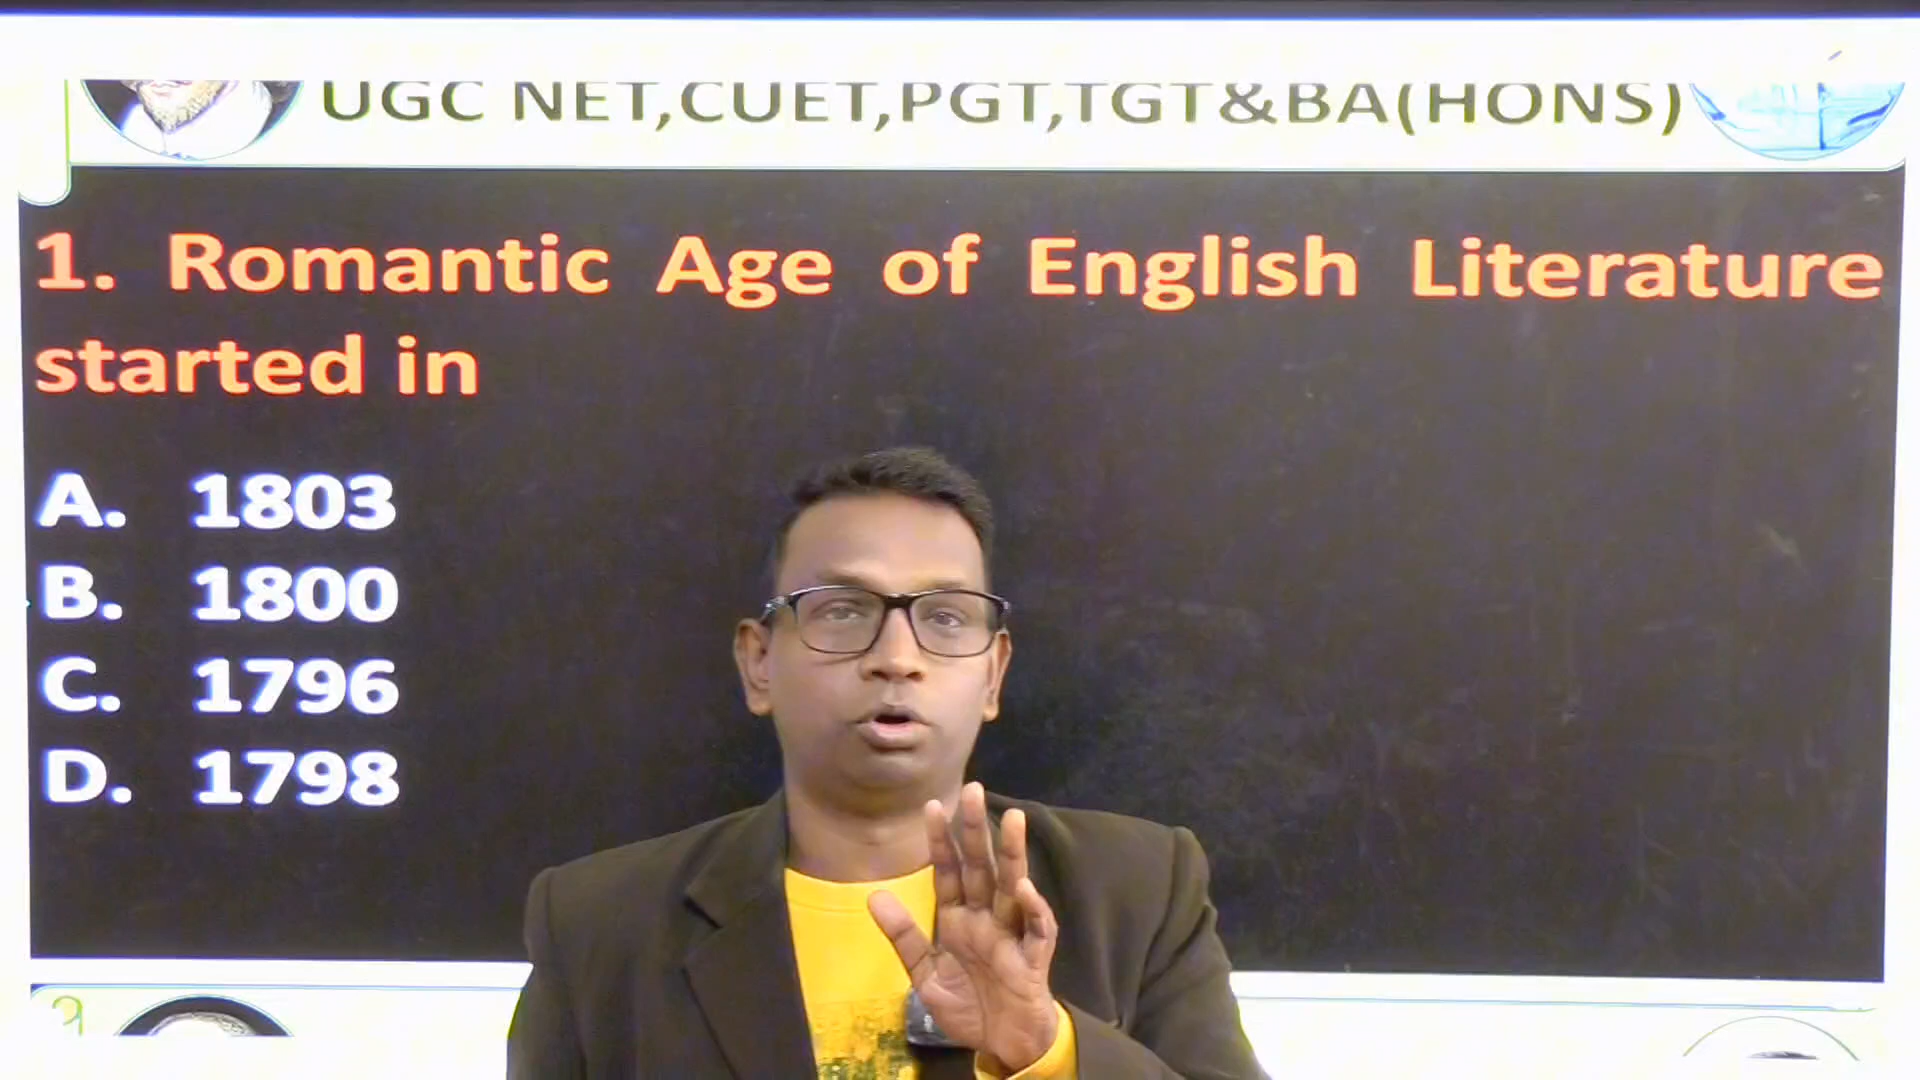 UGC NET,CUET,PGT,TGT&BA(HONS)
1. Romantic Age of English Literature
started in
A. 1803
B. 1800
C. 1796
D. 1798